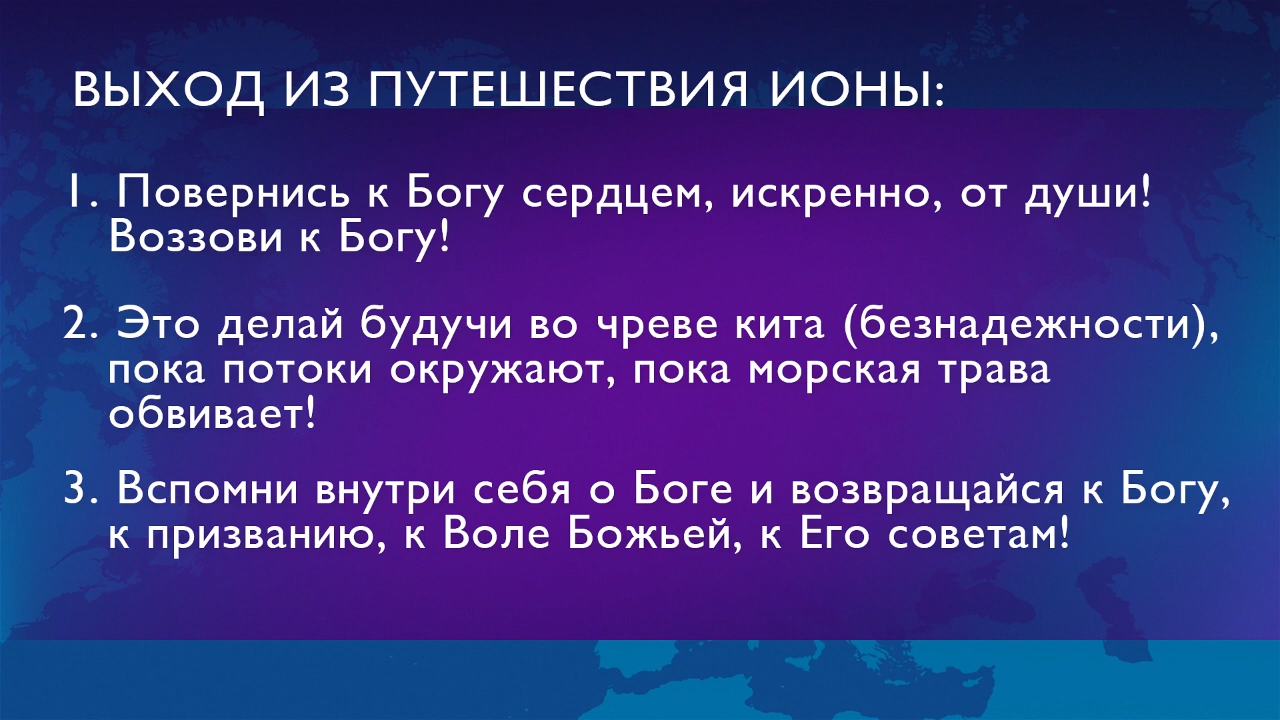 ВЫХОД ИЗ ПУТЕШЕСТВИЯ ИОНЫ:
1. Повернись к Богу сердцем, искренно, от души!
Воззови к Богу!
2. Это делай будучи во чреве кита (безнадежности),
пока потоки окружают, пока морская трава
обвивает!
3. Вспомни внутри себя о Боге и возвращайся к Богу,
к призванию, к Воле Божьей, к Его советам!